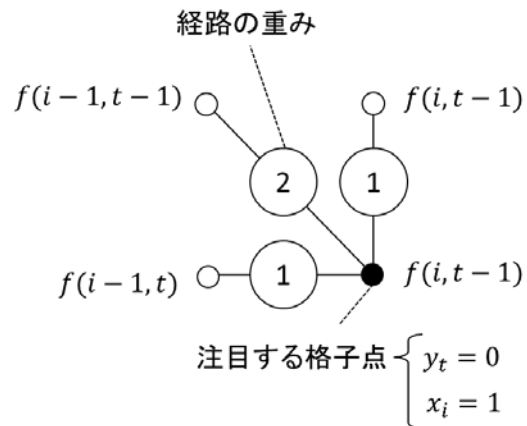 経路の重み
f(i − 1, t − 1)
f(i, t − 1)
2
1
f(i − 1, t)
1
f(i, t − 1)
注目する格子点
y_t = 0
x_i = 1